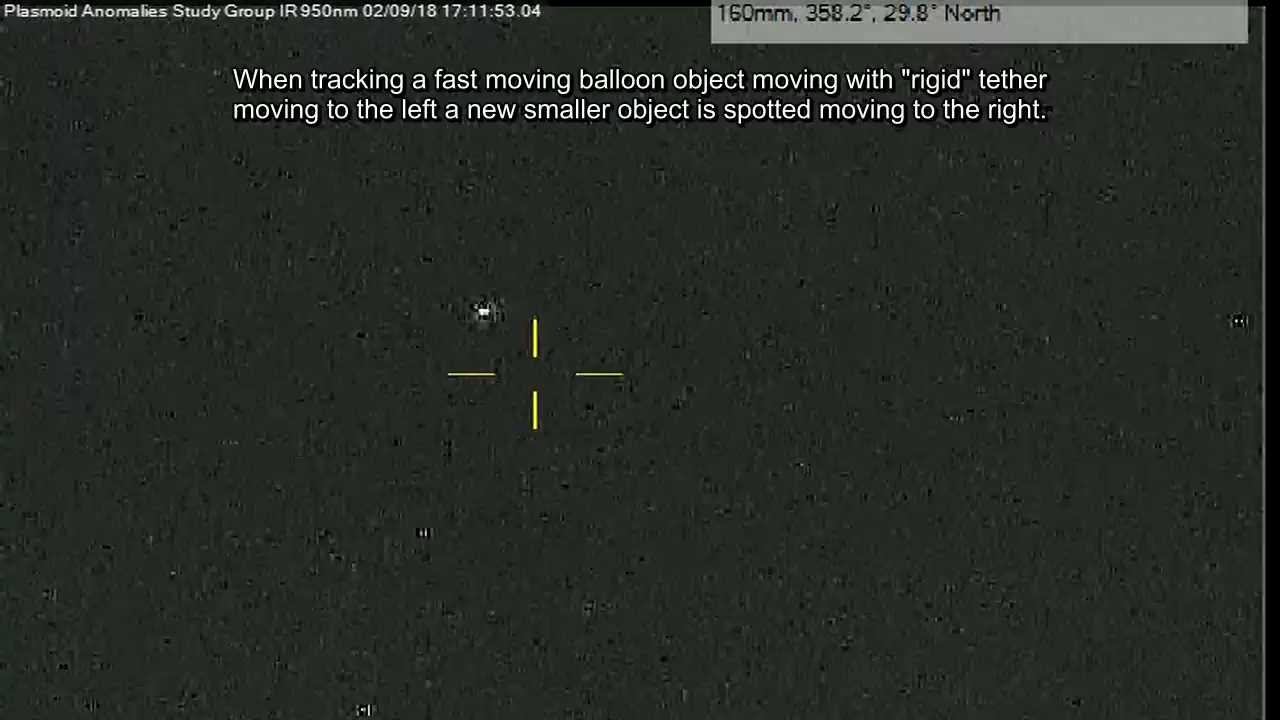 Plasmoid Anomalies Study Group IR 950nm 02/09/18 17:11:53.04
160mm, 358.2°, 29.8° North
When tracking a fast moving balloon object moving with "rigid" tether
moving to the left a new smaller object is spotted moving to the right.